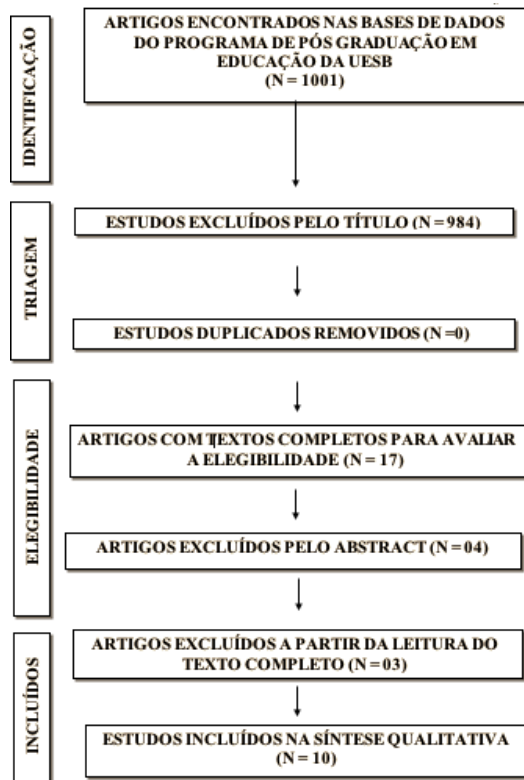 ARTIGOS ENCONTRADOS NAS BASES DE DADOS
DO PROGRAMA DE PÓS GRADUAÇÃO EM
EDUCAÇÃO DA UESB
(N = 1001)
IDENTIFICAÇÃO
ESTUDOS EXCLUÍDOS PELO TÍTULO (N = 984)
TRIAGEM
ESTUDOS DUPLICADOS REMOVIDOS (N =0)
ARTIGOS COM TEXTOS COMPLETOS PARA AVALIAR
A ELEGIBILIDADE (N = 17)
ELEGIBILIDADE
ARTIGOS EXCLUÍDOS PELO ABSTRACT (N = 04)
ARTIGOS EXCLUÍDOS A PARTIR DA LEITURA DO
TEXTO COMPLETO (N = 03)
INCLUÍDOS
ESTUDOS INCLUÍDOS NA SÍNTESE QUALITATIVA
(N = 10)